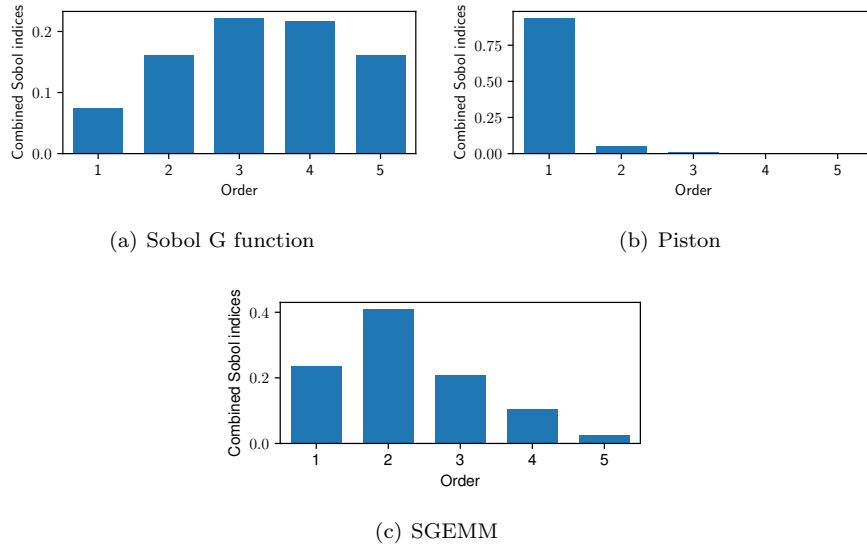 Combined Sobol indices
0.2
0.1
0.0
1 2 3 4 5
Order
(a) Sobol G function
Combined Sobol indices
0.75
0.50
0.25
0.00
1 2 3 4 5
Order
(b) Piston
Combined Sobol indices
0.4
0.2
0.0
1 2 3 4 5
Order
(c) SGEMM